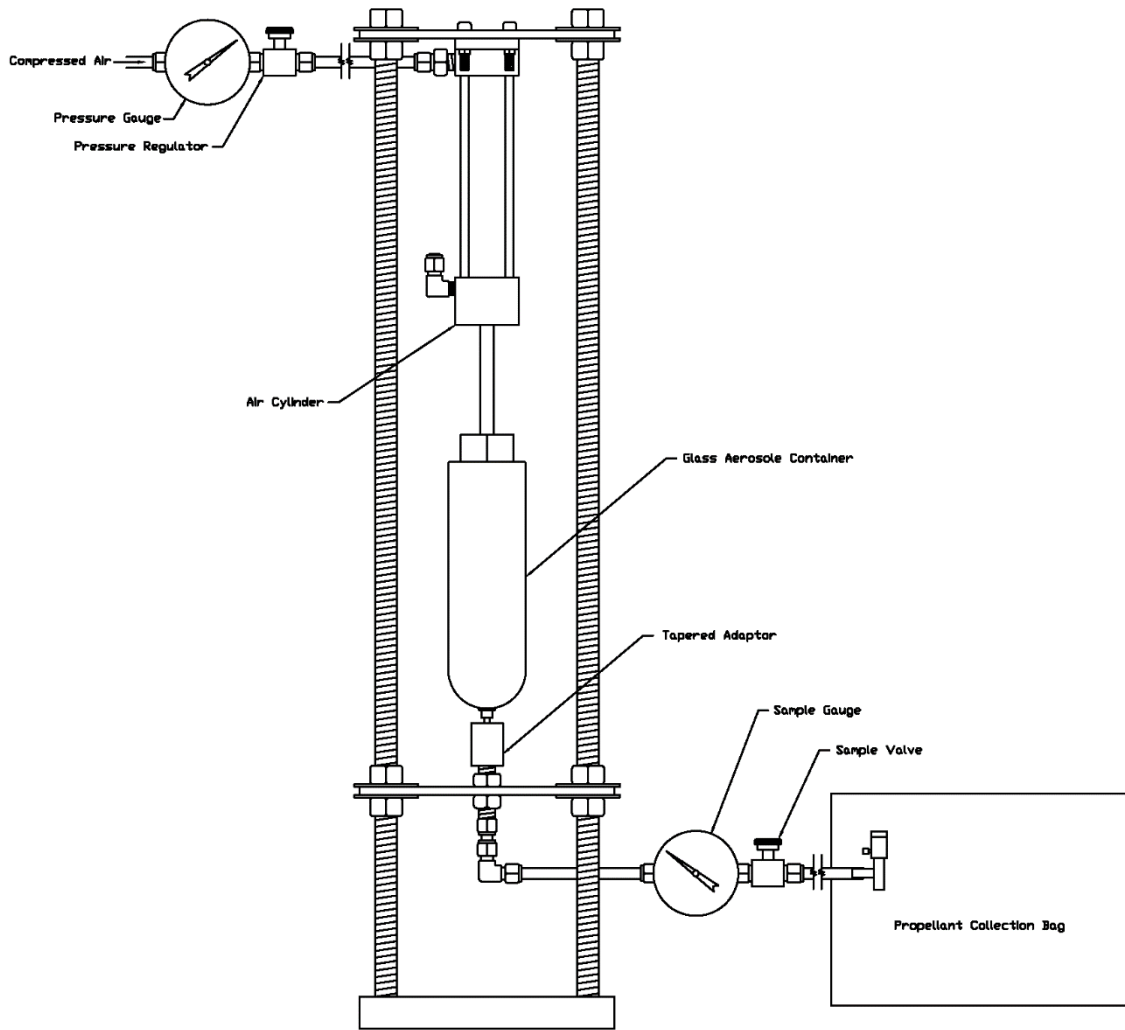 Compressed Air
Pressure Gauge
Pressure Regulator
Air Cylinder
Glass Aerosole Container
Tapered Adaptor
Sample Gauge
Sample Valve
Propellant Collection Bag